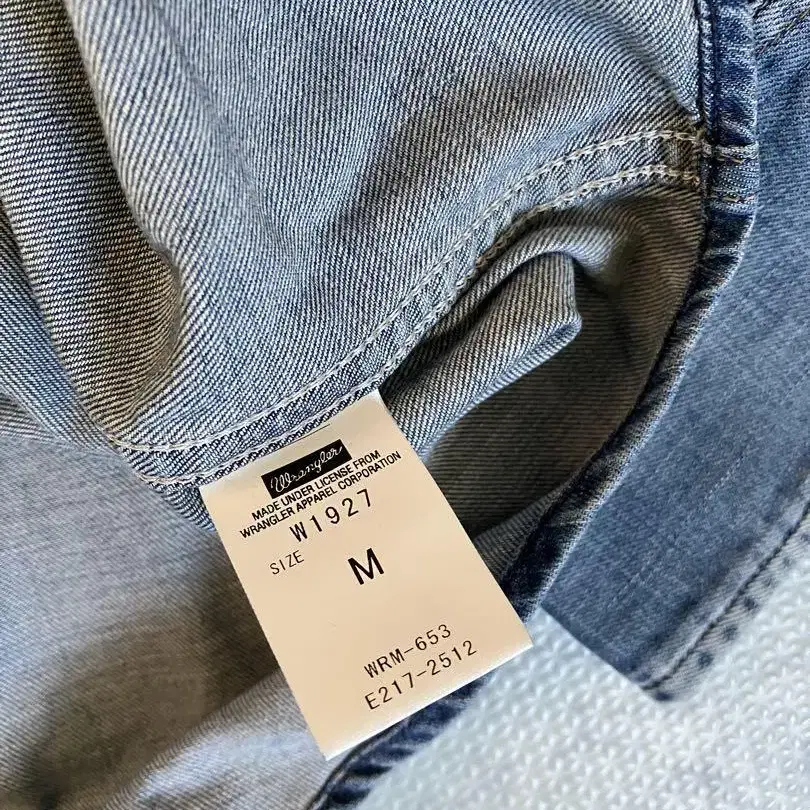 Wrangler
MADE UNDER LICENSE FROM
WRANGLER APPAREL CORPORATION
W1927
SIZE M
WRM-653
E217-2512